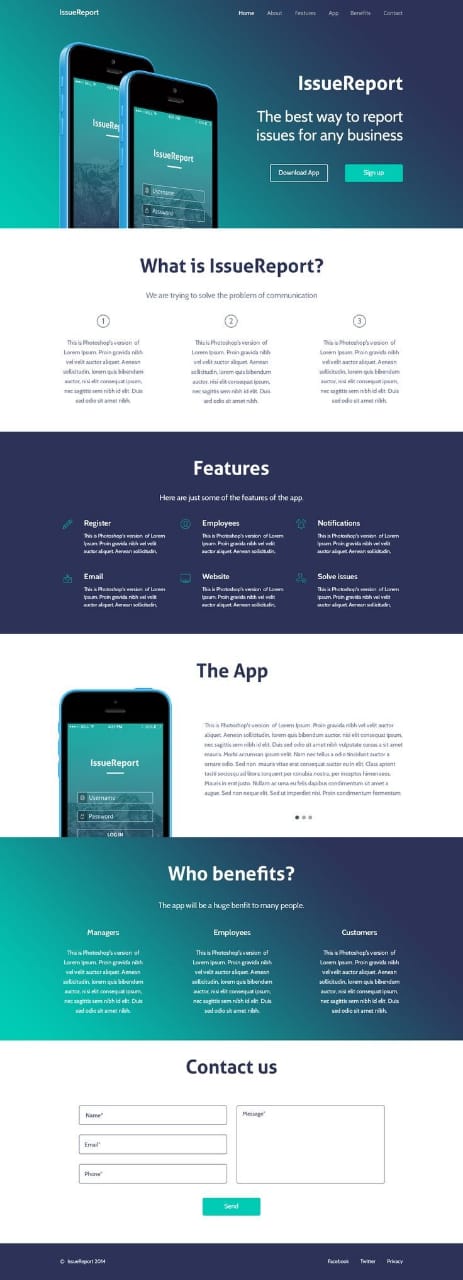 IssueReport
Home About Features App Benefits Contact
IssueReport
The best way to report
issues for any business
Download App
Sign up
IssueRep
IssueReport
Username
Password
What is IssueReport?
We are trying to solve the problem of communication
1
This is Photoshop's version of
Lorem Ipsum. Proin gravida nibh
vel velit auctor aliquet. Aenean
sollicitudin, lorem quis bibendum
auctor, nisi elit consequat ipsum,
nec sagittis sem nibh id elit. Duis
sed odio sit amet nibh.
2
This is Photoshop's version of
Lorem Ipsum. Proin gravida nibh
vel velit auctor aliquet. Aenean
sollicitudin, lorem quis bibendum
auctor, nisi elit consequat ipsum,
nec sagittis sem nibh id elit. Duis
sed odio sit amet nibh.
3
This is Photoshop's version of
Lorem Ipsum. Proin gravida nibh
vel velit auctor aliquet. Aenean
sollicitudin, lorem quis bibendum
auctor, nisi elit consequat ipsum,
nec sagittis sem nibh id elit. Duis
sed odio sit amet nibh.
Features
Here are just some of the features of the app.
Register
This is Photoshop's version of Lorem
Ipsum. Proin gravida nibh vel velit
auctor aliquet. Aenean sollicitudin,
Employees
This is Photoshop's version of Lorem
Ipsum. Proin gravida nibh vel velit
auctor aliquet. Aenean sollicitudin,
Notifications
This is Photoshop's version of Lorem
Ipsum. Proin gravida nibh vel velit
auctor aliquet. Aenean sollicitudin,
Email
This is Photoshop's version of Lorem
Ipsum. Proin gravida nibh vel velit
auctor aliquet. Aenean sollicitudin,
Website
This is Photoshop's version of Lorem
Ipsum. Proin gravida nibh vel velit
auctor aliquet. Aenean sollicitudin,
Solve issues
This is Photoshop's version of Lorem
Ipsum. Proin gravida nibh vel velit
auctor aliquet. Aenean sollicitudin,
The App
IssueReport
Username
Password
LOG IN
This is Photoshop's version of Lorem Ipsum. Proin gravida nibh vel velit
auctor aliquet. Aenean sollicitudin, lorem quis bibendum auctor, nisi elit consequat ipsum,
nec sagittis sem nibh id elit. Duis sed odio sit amet nibh vulputate cursus a sit amet
mauris. Morbi accumsan ipsum velit. Nam nec tellus a odio tincidunt auctor a
ornare odio. Sed non mauris vitae erat consequat auctor eu in elit. Class aptent
taciti sociosqu ad litora torquent per conubia nostra, per inceptos himenaeos.
Mauris in erat justo. Nullam ac urna eu felis dapibus condimentum sit amet a
augue. Sed non neque elit. Sed ut imperdiet nisi. Proin condimentum fermentum
Who benefits?
The app will be a huge benfit to many people.
Managers
This is Photoshop's version of
Lorem Ipsum. Proin gravida nibh
vel velit auctor aliquet. Aenean
sollicitudin, lorem quis bibendum
auctor, nisi elit consequat ipsum,
nec sagittis sem nibh id elit. Duis
sed odio sit amet nibh.
Employees
This is Photoshop's version of
Lorem Ipsum. Proin gravida nibh
vel velit auctor aliquet. Aenean
sollicitudin, lorem quis bibendum
auctor, nisi elit consequat ipsum,
nec sagittis sem nibh id elit. Duis
sed odio sit amet nibh.
Customers
This is Photoshop's version of
Lorem Ipsum. Proin gravida nibh
vel velit auctor aliquet. Aenean
sollicitudin, lorem quis bibendum
auctor, nisi elit consequat ipsum,
nec sagittis sem nibh id elit. Duis
sed odio sit amet nibh.
Contact us
Name*
Email*
Phone*
Message*
Send
© IssueReport 2014
Facebook Twitter Privacy